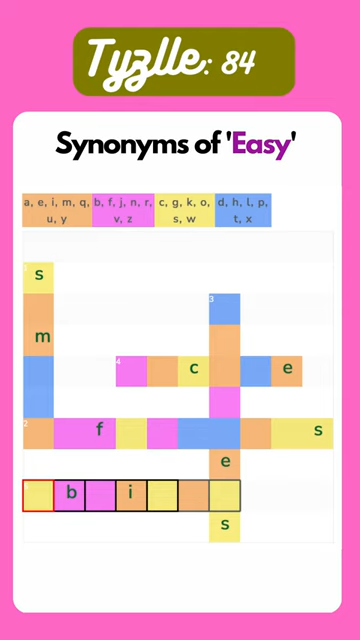 Tyzlle: 84
Synonyms of 'Easy'
a, e, i, m, q, b, f, j, n, r, c, g, k, o, d, h, l, p,
u, y v, z s, w t, x
s
3
m
4 c e
2 f s
e
b i
s